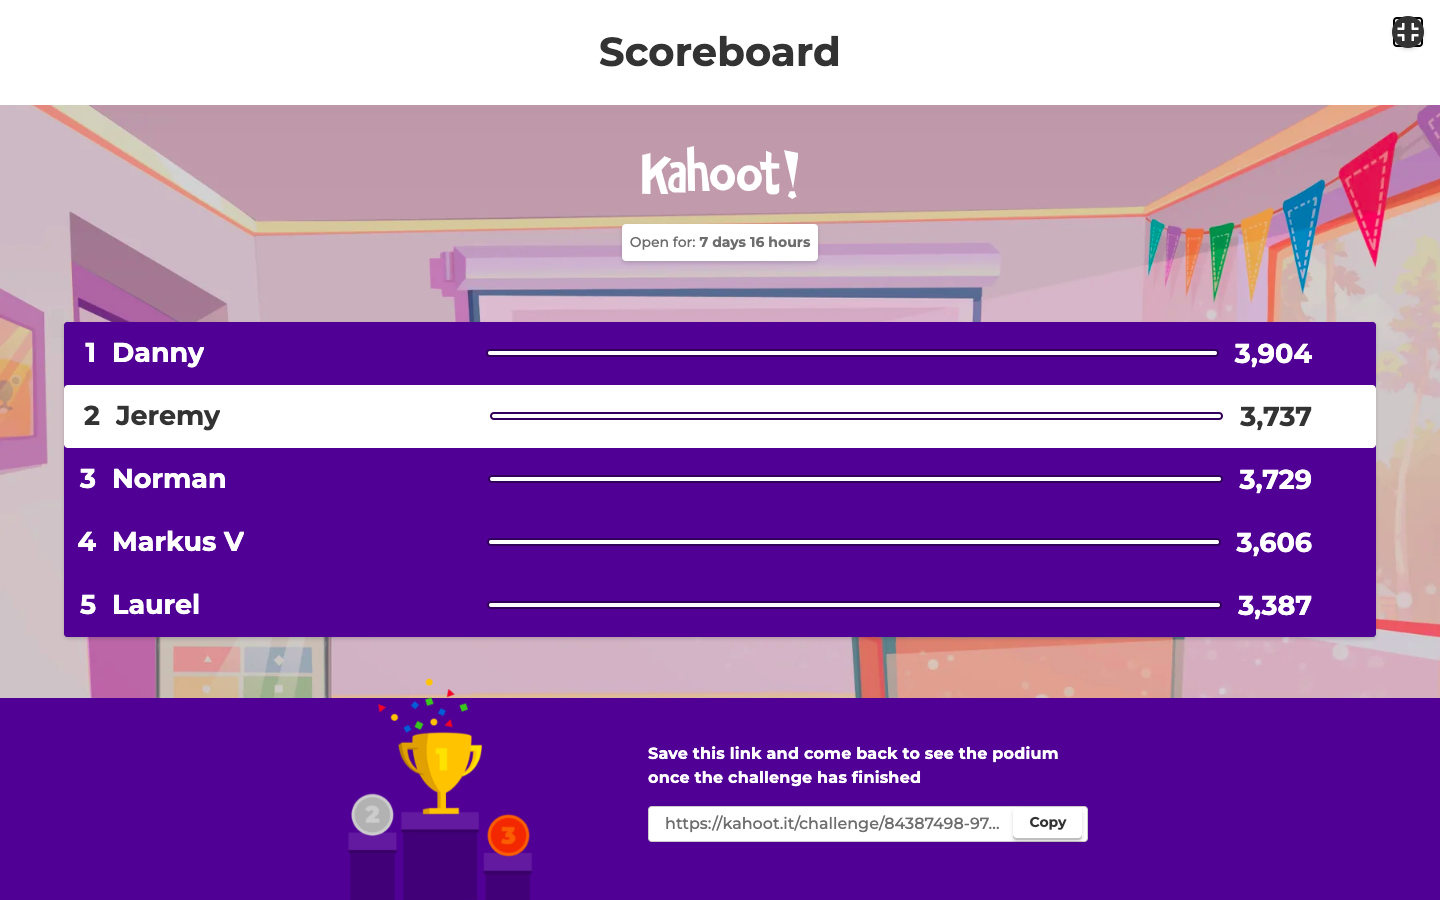 Scoreboard
Kahoot!
Open for: 7 days 16 hours
1 Danny 3,904
2 Jeremy 3,737
3 Norman 3,729
4 Markus V 3,606
5 Laurel 3,387
1
2
3
Save this link and come back to see the podium
once the challenge has finished
https://kahoot.it/challenge/84387498-97... Copy